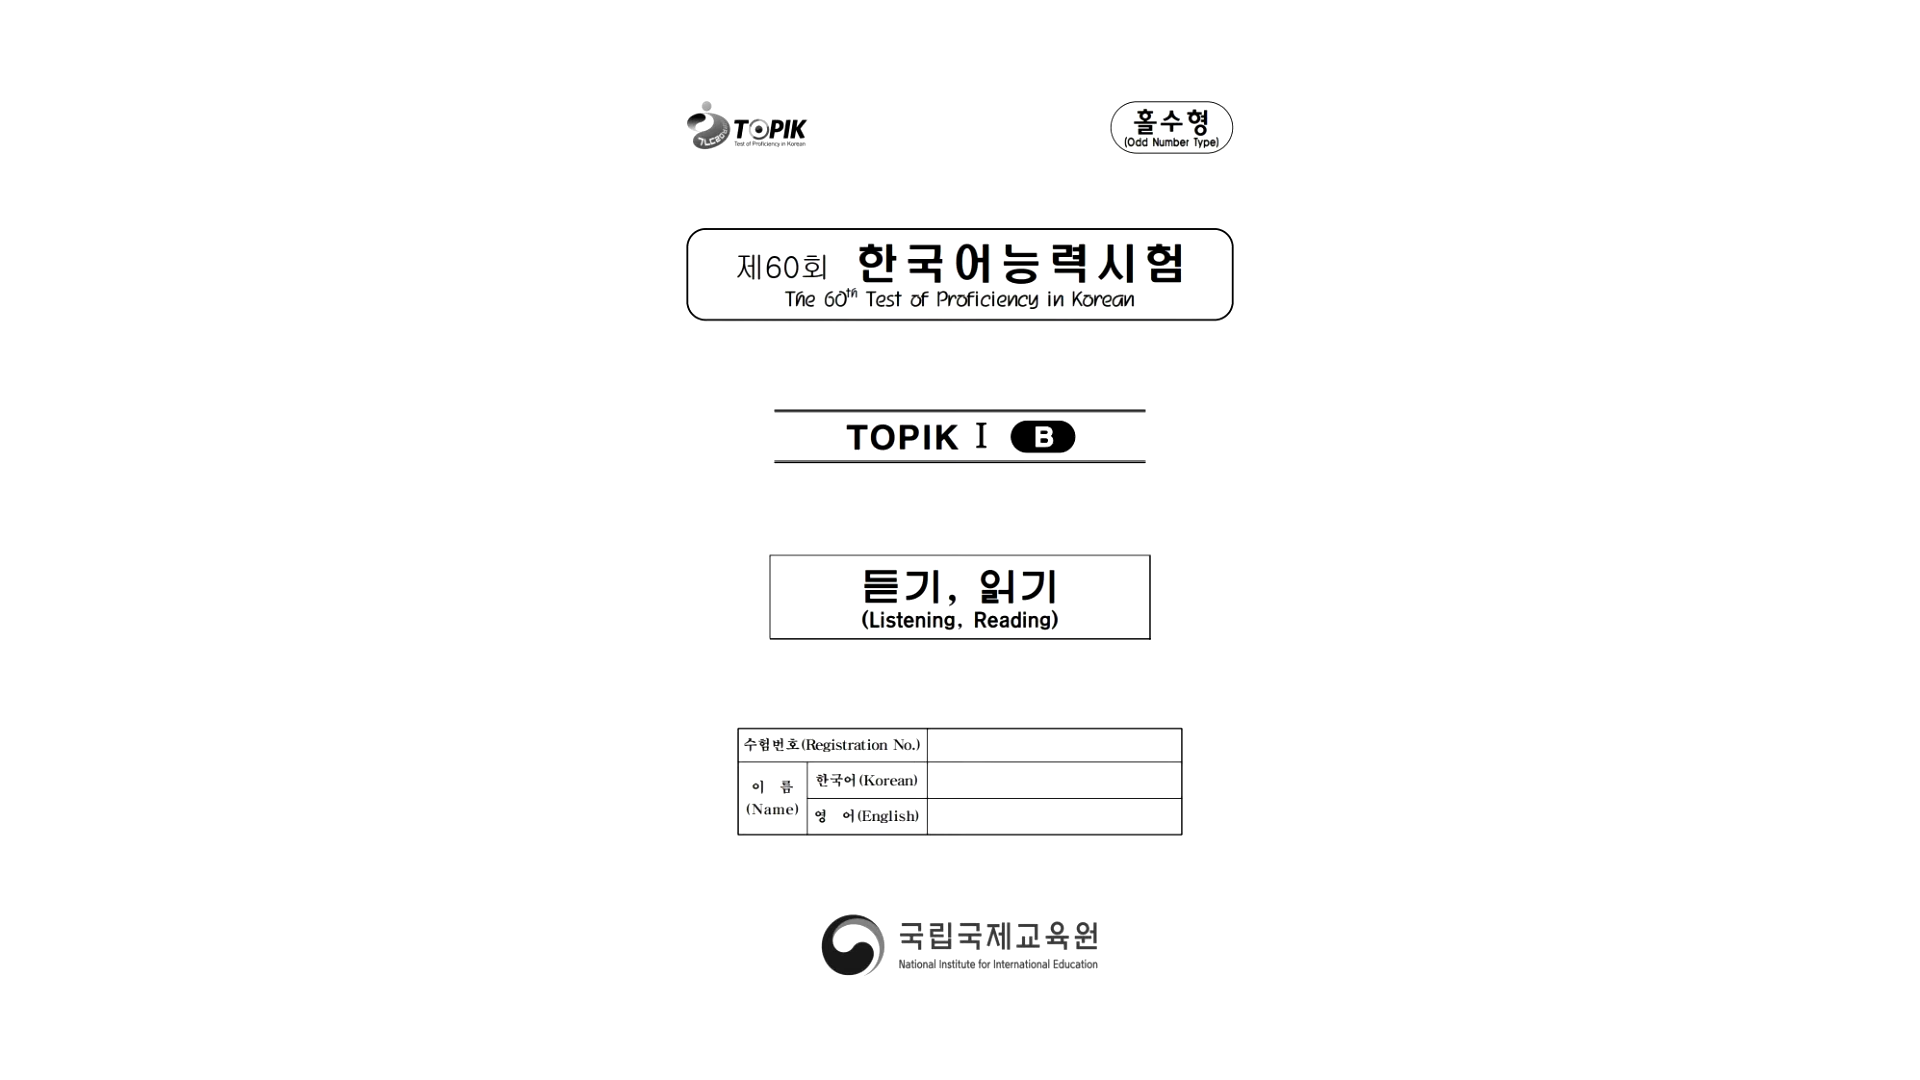 TOPIK
Test of Proficiency in Korean
홀수형
(Odd Number Type)
제60회 한국어능력시험
The 60th Test of Proficiency in Korean
TOPIK Ⅰ B
듣기, 읽기
(Listening, Reading)
수험번호(Registration No.)
이 름
(Name)
한국어(Korean)
영 어(English)
국립국제교육원
National Institute for International Education